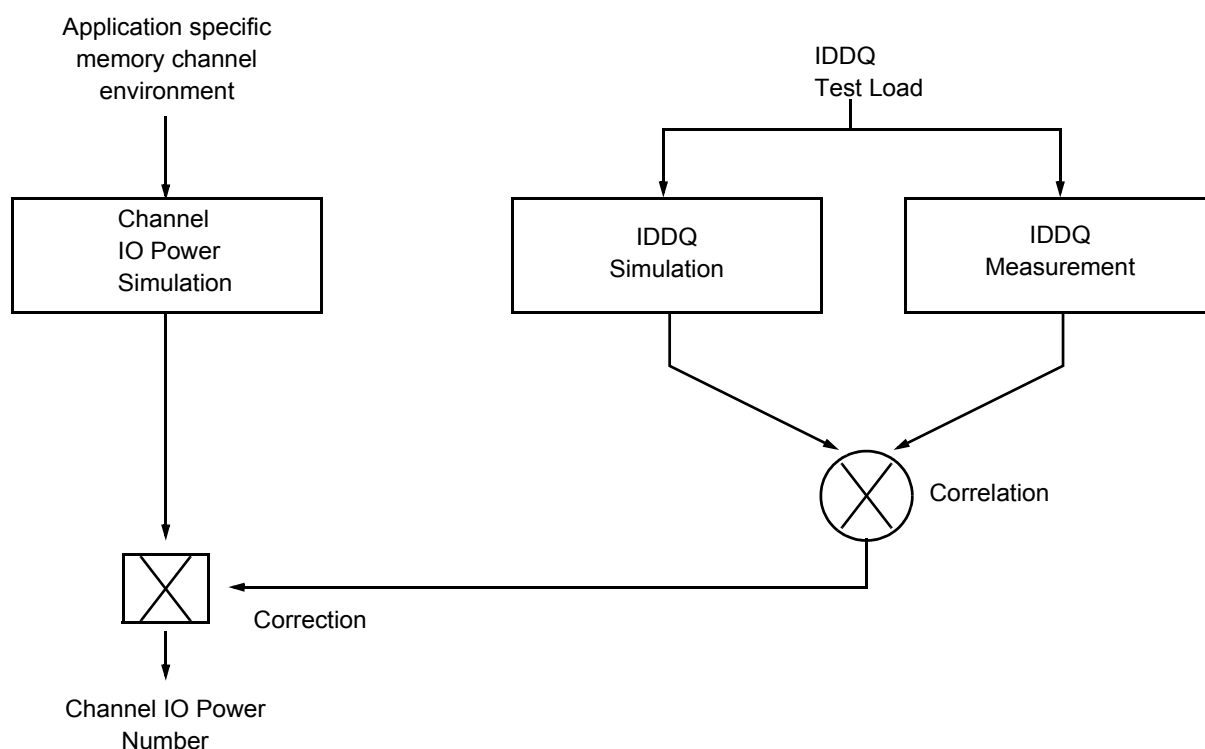 Application specific
memory channel
environment
IDDQ
Test Load
Channel
IO Power
Simulation
IDDQ
Simulation
IDDQ
Measurement
Correlation
Correction
Channel IO Power
Number